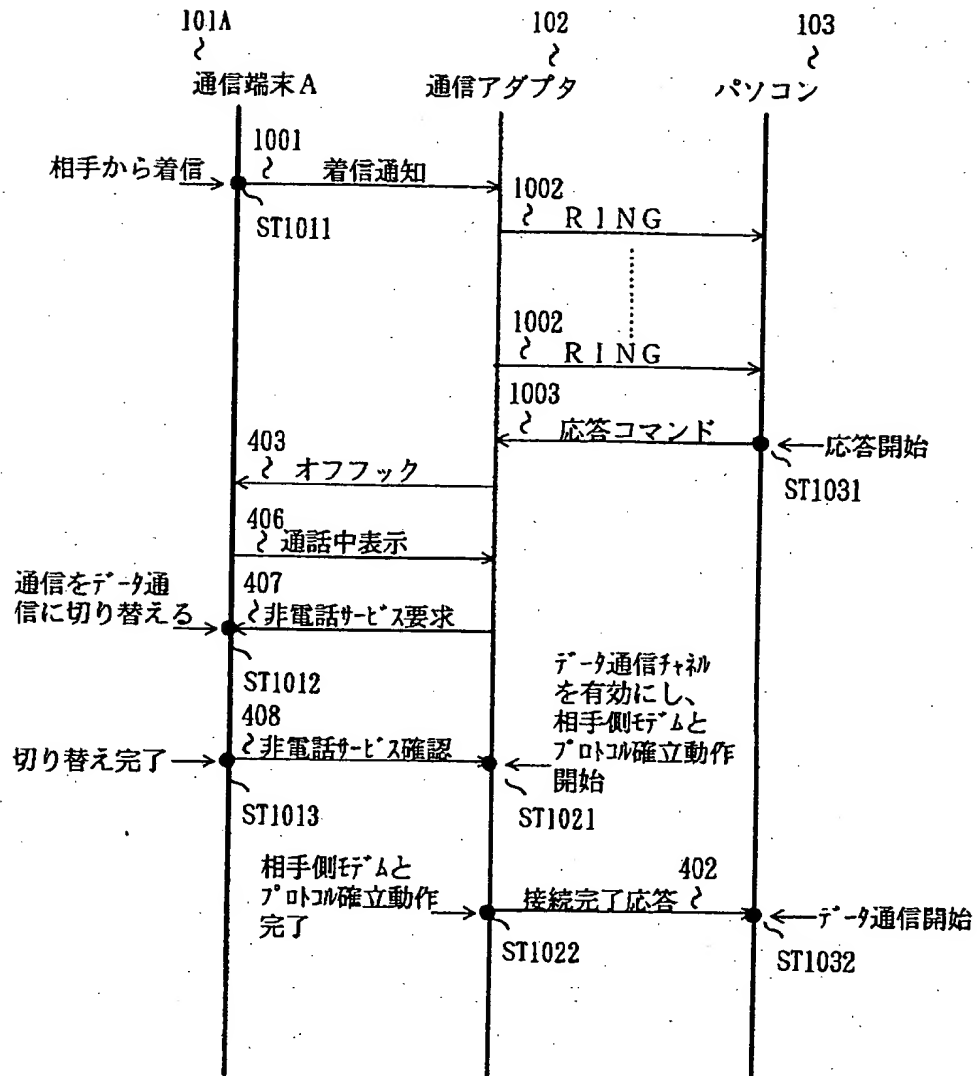 101A
102
103
通信端末A
通信アダプタ
パソコン
1001
相手から着信
着信通知
ST1011
1002
RING
1002
RING
1003
応答コマンド
応答開始
ST1031
403
オフフック
406
通話中表示
通信をデータ通
信に切り替える
407
非電話サービス要求
ST1012
データ通信チャネル
を有効にし、
相手側モデムと
プロトコル確立動作
開始
408
非電話サービス確認
切り替え完了
ST1013
ST1021
相手側モデムと
プロトコル確立動作
完了
402
接続完了応答
データ通信開始
ST1022
ST1032